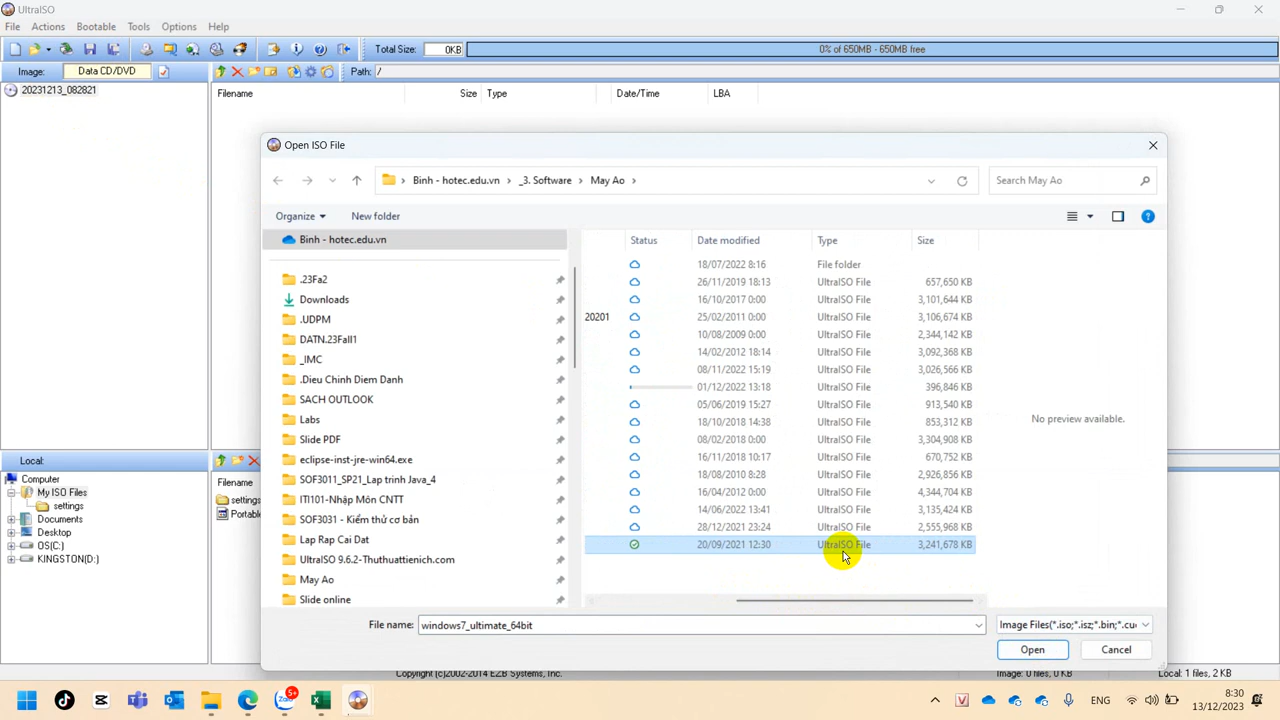 UltraISO
File Actions Bootable Tools Options Help
Total Size: 0KB 0% of 650MB - 650MB free
Image: Data CD/DVD Path: /
20231213_082821
Filename Size Type Date/Time LBA
Open ISO File
Binh - hotec.edu.vn > _3. Software > May Ao >
Search May Ao
Organize New folder
Binh - hotec.edu.vn
.23Fa2
Downloads
.UDPM
DATN.23Fall1
_IMC
.Dieu Chinh Diem Danh
SACH OUTLOOK
Labs
Slide PDF
eclipse-inst-jre-win64.exe
SOF3011_SP21_Lap trinh Java_4
ITI101-Nhập Môn CNTT
SOF3031 - Kiểm thử cơ bản
Lap Rap Cai Dat
UltraISO 9.6.2-Thuthuattienich.com
May Ao
Slide online
Status Date modified Type Size
18/07/2022 8:16 File folder
26/11/2019 18:13 UltraISO File 657,650 KB
16/10/2017 0:00 UltraISO File 3,101,644 KB
20201 25/02/2011 0:00 UltraISO File 3,106,674 KB
10/08/2009 0:00 UltraISO File 2,344,142 KB
14/02/2012 18:14 UltraISO File 3,092,368 KB
08/11/2022 15:19 UltraISO File 3,026,566 KB
01/12/2022 13:18 UltraISO File 396,846 KB
05/06/2019 15:27 UltraISO File 913,540 KB
18/10/2018 14:38 UltraISO File 853,312 KB
08/02/2018 0:00 UltraISO File 3,304,908 KB
16/11/2018 10:17 UltraISO File 670,752 KB
18/08/2010 8:28 UltraISO File 2,926,856 KB
16/04/2012 0:00 UltraISO File 4,344,704 KB
14/06/2022 13:41 UltraISO File 3,135,424 KB
28/12/2021 23:24 UltraISO File 2,555,968 KB
20/09/2021 12:30 UltraISO File 3,241,678 KB
No preview available.
File name: windows7_ultimate_64bit
Image Files(*.iso;*.isz;*.bin;*.cu
Open Cancel
Local:
Computer
My ISO Files
settings
Documents
Desktop
OS(C:)
KINGSTON(D:)
Filename
settings
Portable
Copyright (c)2002-2014 EZB Systems, Inc.
Image: 0 files, 0 KB
Local: 1 files, 2 KB
Zalo 5+
V ENG
8:30
13/12/2023